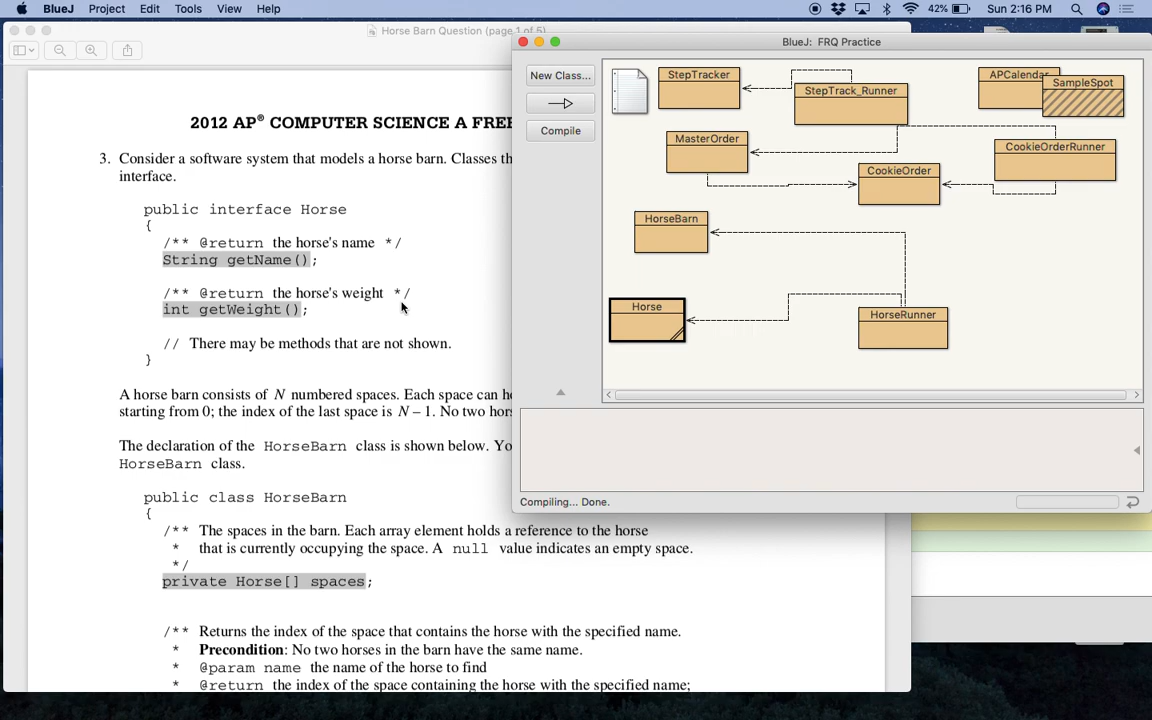 BlueJ Project Edit Tools View Help
42% Sun 2:16 PM
Horse Barn Question (page 1 of 5)
BlueJ: FRQ Practice
New Class...
Compile
StepTracker
StepTrack_Runner
APCalendar
SampleSpot
MasterOrder
CookieOrderRunner
CookieOrder
HorseBarn
Horse
HorseRunner
Compiling... Done.
2012 AP® COMPUTER SCIENCE A FREE
3. Consider a software system that models a horse barn. Classes th
interface.
public interface Horse
{
/** @return the horse's name */
String getName();
/** @return the horse's weight */
int getWeight();
// There may be methods that are not shown.
}
A horse barn consists of N numbered spaces. Each space can ho
starting from 0; the index of the last space is N – 1. No two hors
The declaration of the HorseBarn class is shown below. Yo
HorseBarn class.
public class HorseBarn
{
/** The spaces in the barn. Each array element holds a reference to the horse
* that is currently occupying the space. A null value indicates an empty space.
*/
private Horse[] spaces;
/** Returns the index of the space that contains the horse with the specified name.
* Precondition: No two horses in the barn have the same name.
* @param name the name of the horse to find
* @return the index of the space containing the horse with the specified name;